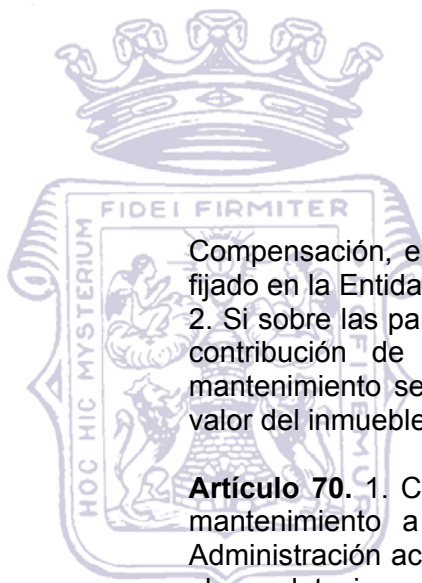 FIDEI FIRMITER
HOC HIC MYSTERIUM
Compensación, e
fijado en la Entida
2. Si sobre las pa
contribución de
mantenimiento se
valor del inmueble
Artículo 70. 1. C
mantenimiento a
Administración ac